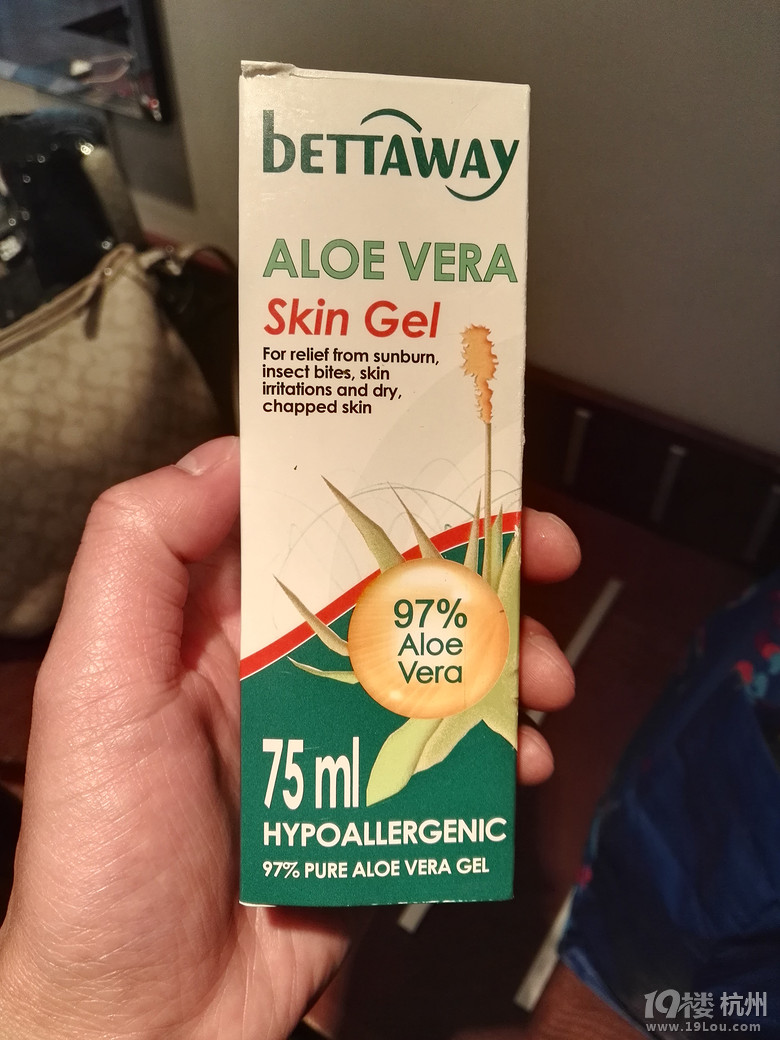 bETTAWAY
ALOE VERA
Skin Gel
For relief from sunburn,
insect bites, skin
irritations and dry,
chapped skin
97%
Aloe
Vera
75 ml
HYPOALLERGENIC
97% PURE ALOE VERA GEL
19楼 杭州
www.19Lou.com